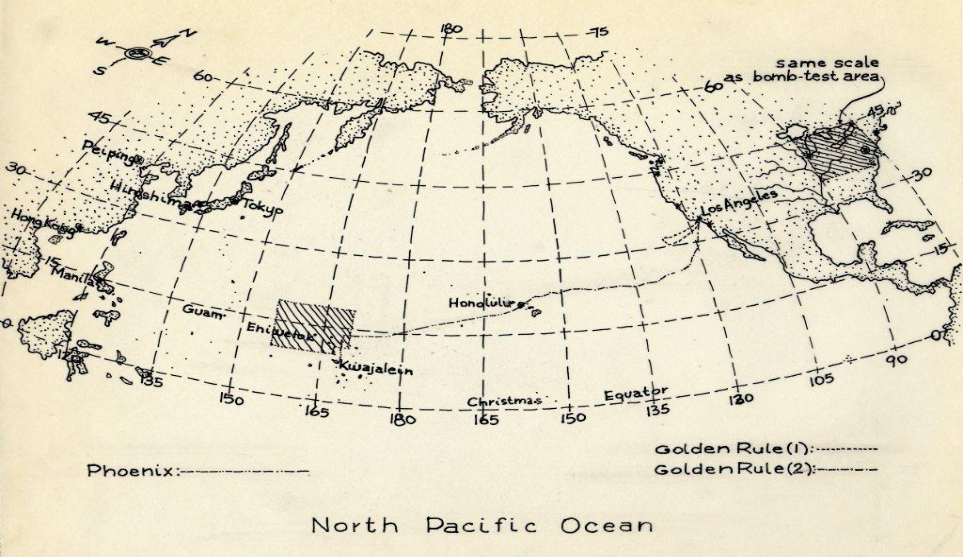 180
75
N
W
E
S
60
same scale
as bomb-test area
60
45
45
Peiping
30
Hiroshima
Tokyo
30
Los Angeles
Hong Kong
15
Manila
15
Honolulu
Guam
Eniwetok
0
0
Kwajalein
120
135
150
165
180
Christmas
165
150
Equator
135
120
105
90
Phoenix:
Golden Rule (1):
Golden Rule (2):
North Pacific Ocean